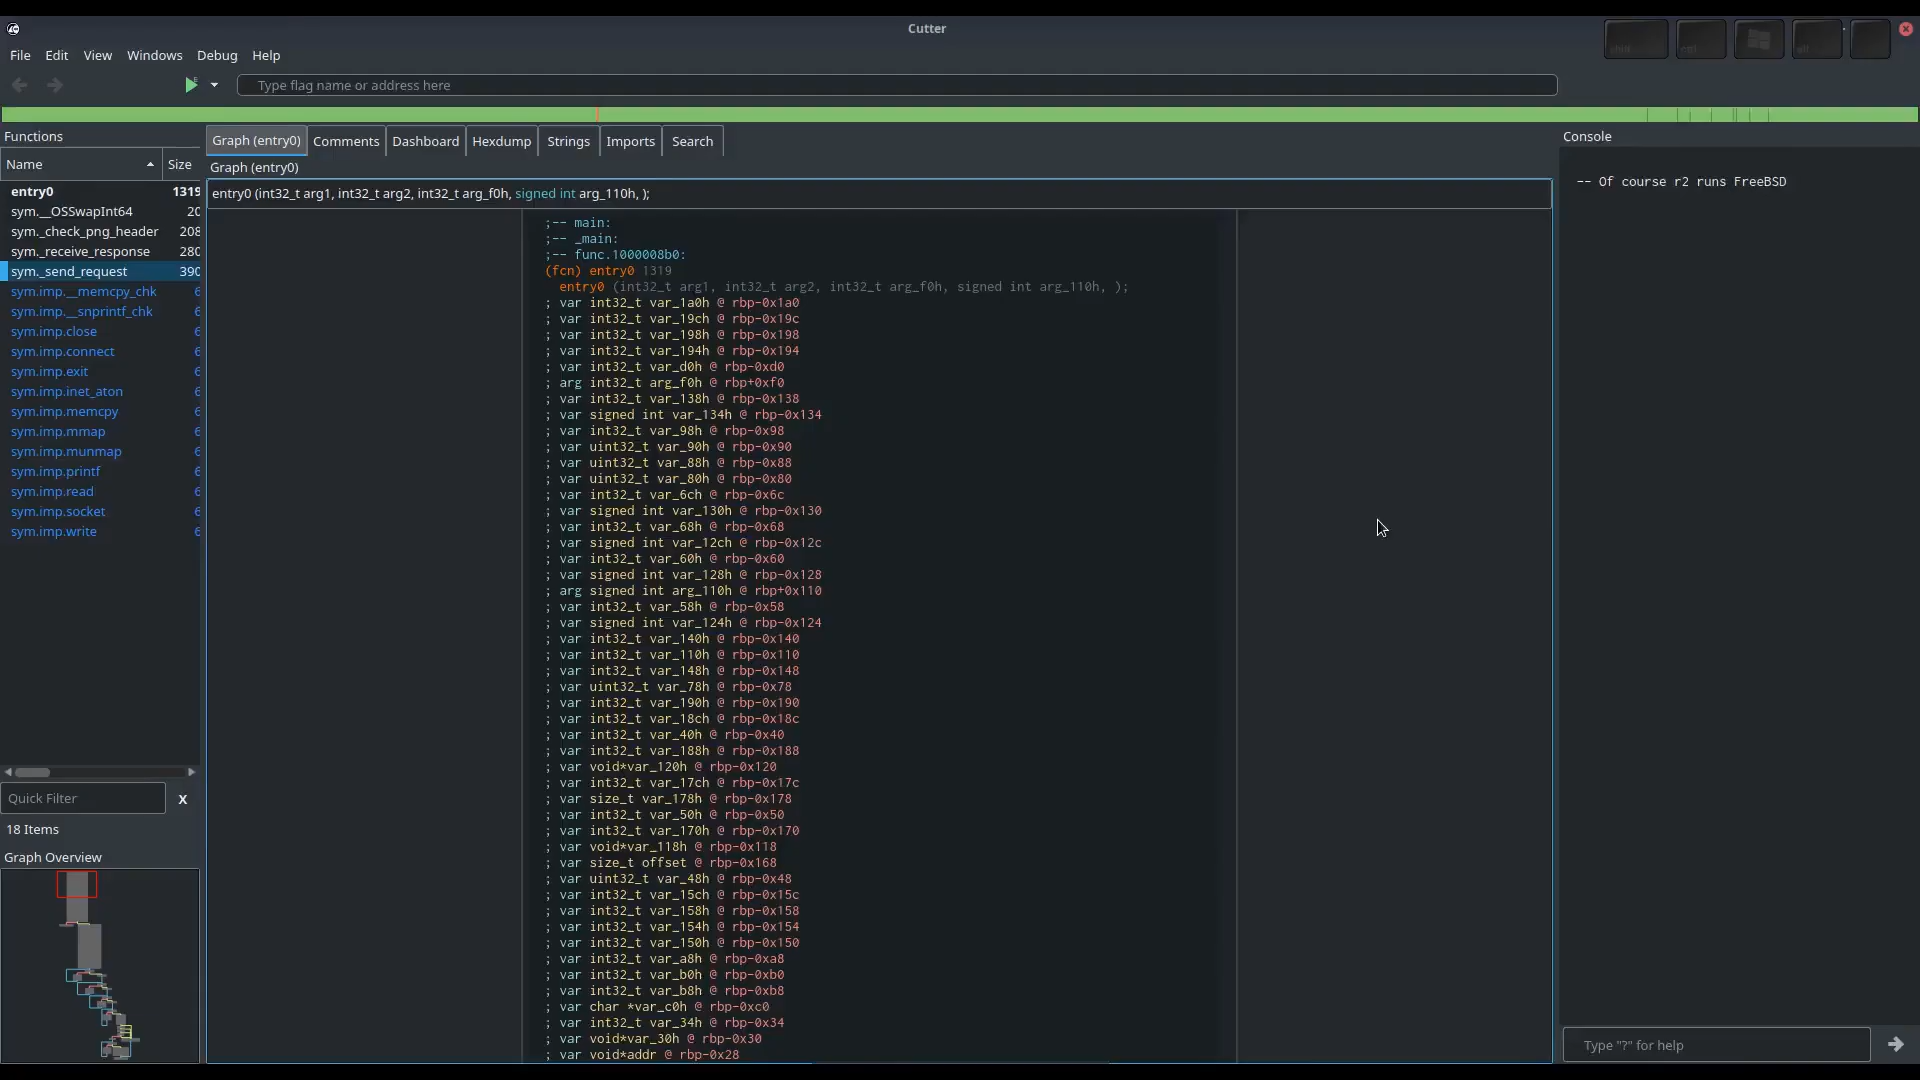 Cutter
File Edit View Windows Debug Help
Type flag name or address here
Functions
Name Size
entry0 1319
sym.__OSSwapInt64 20
sym._check_png_header 208
sym._receive_response 280
sym._send_request 390
sym.imp.__memcpy_chk 6
sym.imp.__snprintf_chk 6
sym.imp.close 6
sym.imp.connect 6
sym.imp.exit 6
sym.imp.inet_aton 6
sym.imp.memcpy 6
sym.imp.mmap 6
sym.imp.munmap 6
sym.imp.printf 6
sym.imp.read 6
sym.imp.socket 6
sym.imp.write 6
Quick Filter X
18 Items
Graph Overview
Graph (entry0) Comments Dashboard Hexdump Strings Imports Search
Graph (entry0)
entry0 (int32_t arg1, int32_t arg2, int32_t arg_f0h, signed int arg_110h, );
;-- main:
;-- _main:
;-- func.1000008b0:
(fcn) entry0 1319
entry0 (int32_t arg1, int32_t arg2, int32_t arg_f0h, signed int arg_110h, );
; var int32_t var_1a0h @ rbp-0x1a0
; var int32_t var_19ch @ rbp-0x19c
; var int32_t var_198h @ rbp-0x198
; var int32_t var_194h @ rbp-0x194
; var int32_t var_d0h @ rbp-0xd0
; arg int32_t arg_f0h @ rbp+0xf0
; var int32_t var_138h @ rbp-0x138
; var signed int var_134h @ rbp-0x134
; var int32_t var_98h @ rbp-0x98
; var uint32_t var_90h @ rbp-0x90
; var uint32_t var_88h @ rbp-0x88
; var uint32_t var_80h @ rbp-0x80
; var int32_t var_6ch @ rbp-0x6c
; var signed int var_130h @ rbp-0x130
; var int32_t var_68h @ rbp-0x68
; var signed int var_12ch @ rbp-0x12c
; var int32_t var_60h @ rbp-0x60
; var signed int var_128h @ rbp-0x128
; arg signed int arg_110h @ rbp+0x110
; var int32_t var_58h @ rbp-0x58
; var signed int var_124h @ rbp-0x124
; var int32_t var_140h @ rbp-0x140
; var int32_t var_110h @ rbp-0x110
; var int32_t var_148h @ rbp-0x148
; var uint32_t var_78h @ rbp-0x78
; var int32_t var_190h @ rbp-0x190
; var int32_t var_18ch @ rbp-0x18c
; var int32_t var_40h @ rbp-0x40
; var int32_t var_188h @ rbp-0x188
; var void*var_120h @ rbp-0x120
; var int32_t var_17ch @ rbp-0x17c
; var size_t var_178h @ rbp-0x178
; var int32_t var_50h @ rbp-0x50
; var int32_t var_170h @ rbp-0x170
; var void*var_118h @ rbp-0x118
; var size_t offset @ rbp-0x168
; var uint32_t var_48h @ rbp-0x48
; var int32_t var_15ch @ rbp-0x15c
; var int32_t var_158h @ rbp-0x158
; var int32_t var_154h @ rbp-0x154
; var int32_t var_150h @ rbp-0x150
; var int32_t var_a8h @ rbp-0xa8
; var int32_t var_b0h @ rbp-0xb0
; var int32_t var_b8h @ rbp-0xb8
; var char *var_c0h @ rbp-0xc0
; var int32_t var_34h @ rbp-0x34
; var void*var_30h @ rbp-0x30
; var void*addr @ rbp-0x28
Console
-- Of course r2 runs FreeBSD
Type "?" for help